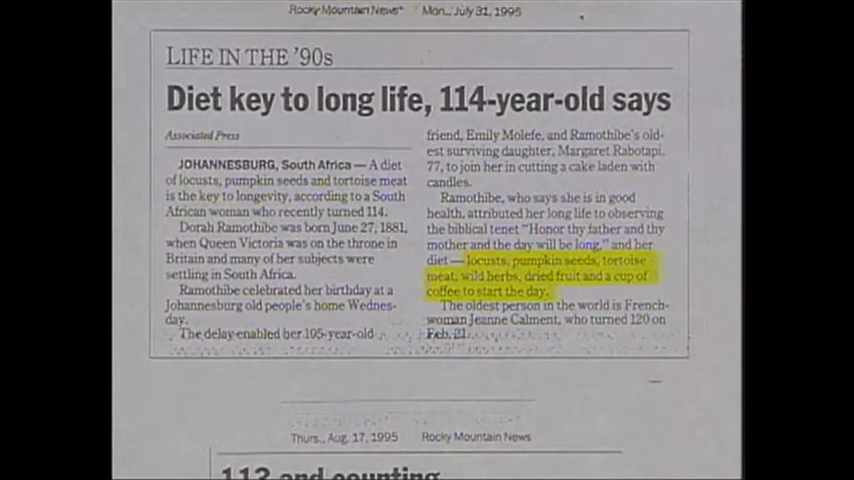 Rocky Mountain News Mon., July 31, 1995
LIFE IN THE '90s
Diet key to long life, 114-year-old says
Associated Press
JOHANNESBURG, South Africa — A diet
of locusts, pumpkin seeds and tortoise meat
is the key to longevity, according to a South
African woman who recently turned 114.
Dorah Ramothibe was born June 27, 1881,
when Queen Victoria was on the throne in
Britain and many of her subjects were
settling in South Africa.
Ramothibe celebrated her birthday at a
Johannesburg old people's home Wednes-
day.
The delay enabled her 105-year-old
friend, Emily Molefe, and Ramothibe's old-
est surviving daughter, Margaret Rabotapi,
77, to join her in cutting a cake laden with
candles.
Ramothibe, who says she is in good
health, attributed her long life to observing
the biblical tenet "Honor thy father and thy
mother and the day will be long," and her
diet — locusts, pumpkin seeds, tortoise
meat, wild herbs, dried fruit and a cup of
coffee to start the day.
The oldest person in the world is French-
woman Jeanne Calment, who turned 120 on
Feb. 21.
Thurs., Aug. 17, 1995 Rocky Mountain News
112 and counting